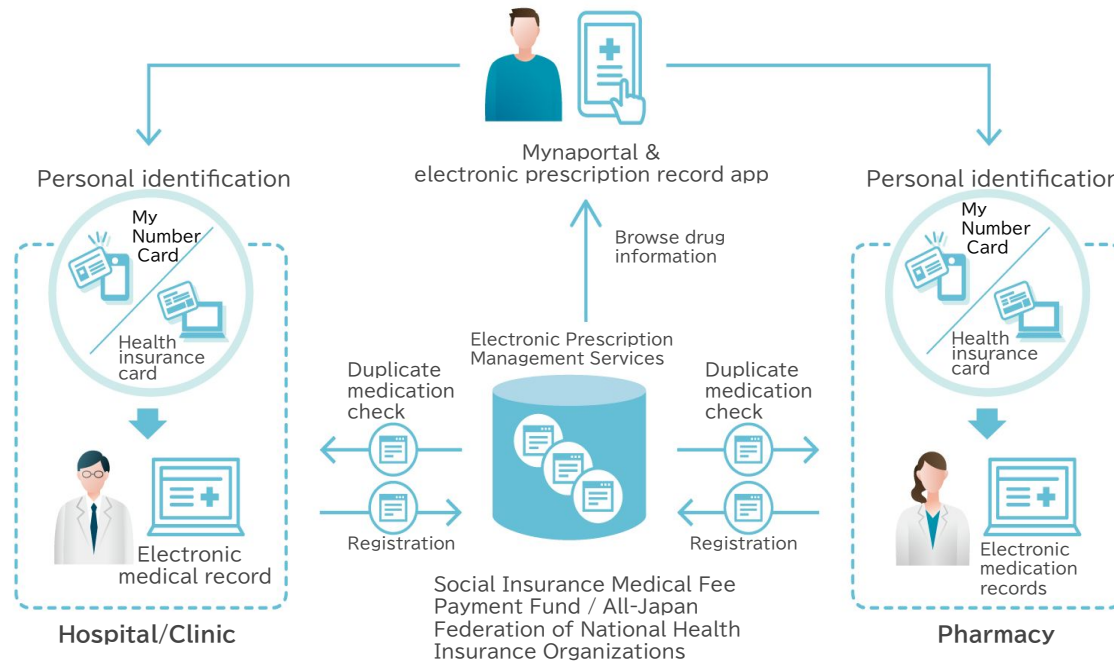 Mynaportal &
electronic prescription record app
Personal identification
My
Number
Card
Health
insurance
card
Electronic
medical record
Hospital/Clinic
Browse drug
information
Electronic Prescription
Management Services
Duplicate
medication
check
Registration
Duplicate
medication
check
Registration
Social Insurance Medical Fee
Payment Fund / All-Japan
Federation of National Health
Insurance Organizations
Personal identification
My
Number
Card
Health
insurance
card
Electronic
medication
records
Pharmacy